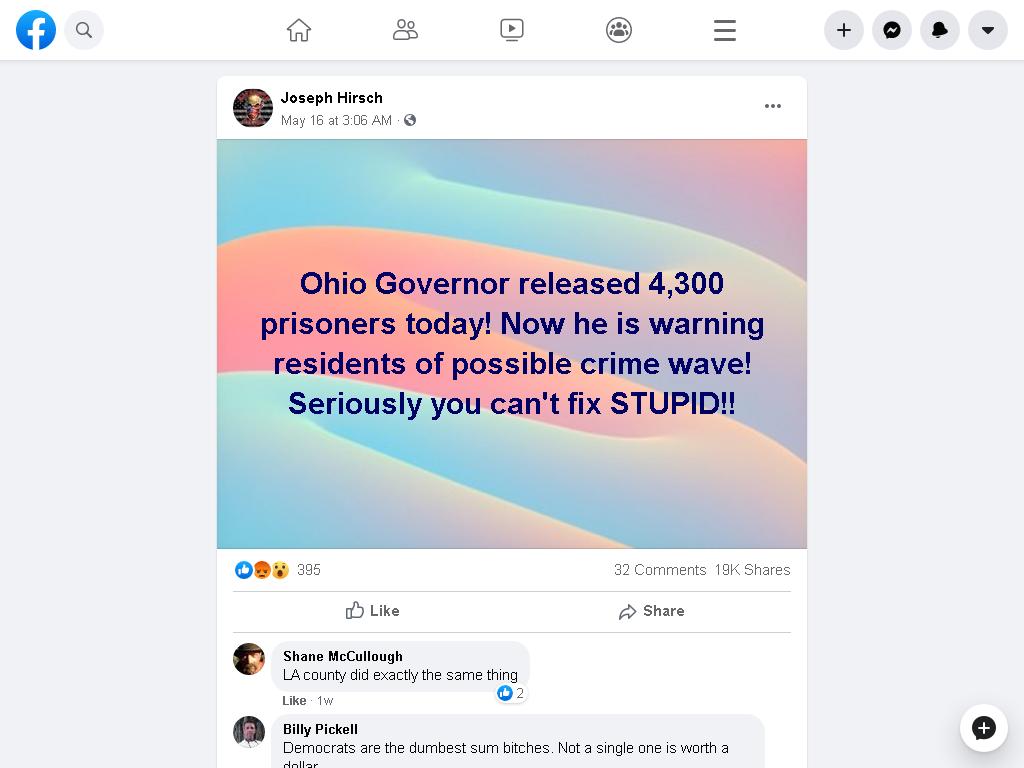 Joseph Hirsch
May 16 at 3:06 AM ·
Ohio Governor released 4,300
prisoners today! Now he is warning
residents of possible crime wave!
Seriously you can't fix STUPID!!
395
32 Comments 19K Shares
Like
Share
Shane McCullough
LA county did exactly the same thing
2
Like · 1w
Billy Pickell
Democrats are the dumbest sum bitches. Not a single one is worth a
dollar